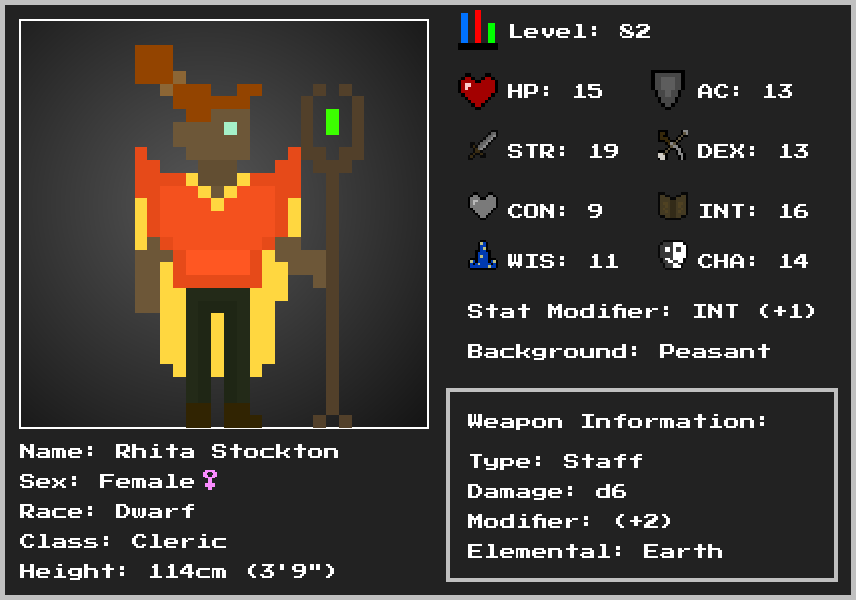 Level: 82
HP: 15 AC: 13
STR: 19 DEX: 13
CON: 9 INT: 16
WIS: 11 CHA: 14
Stat Modifier: INT (+1)
Background: Peasant
Weapon Information:
Type: Staff
Damage: d6
Modifier: (+2)
Elemental: Earth
Name: Rhita Stockton
Sex: Female♀
Race: Dwarf
Class: Cleric
Height: 114cm (3'9")